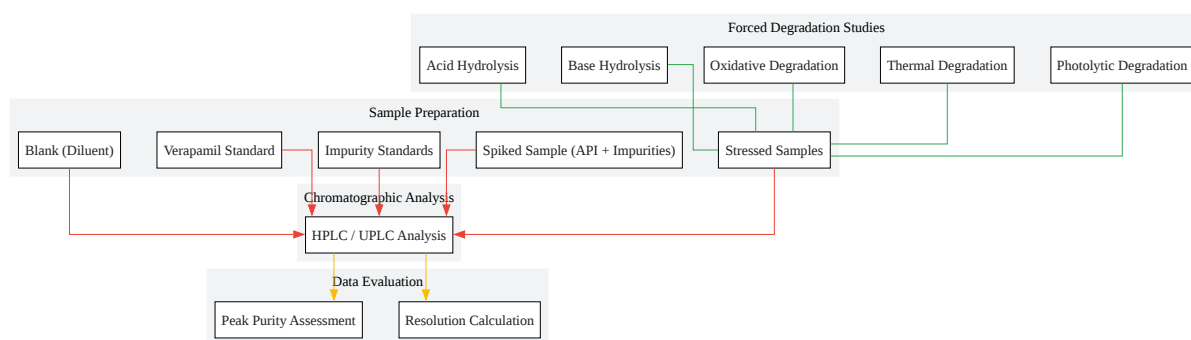 Forced Degradation Studies
Acid Hydrolysis
Base Hydrolysis
Oxidative Degradation
Thermal Degradation
Photolytic Degradation
Sample Preparation
Blank (Diluent)
Verapamil Standard
Impurity Standards
Spiked Sample (API + Impurities)
Stressed Samples
Chromatographic Analysis
HPLC / UPLC Analysis
Data Evaluation
Peak Purity Assessment
Resolution Calculation